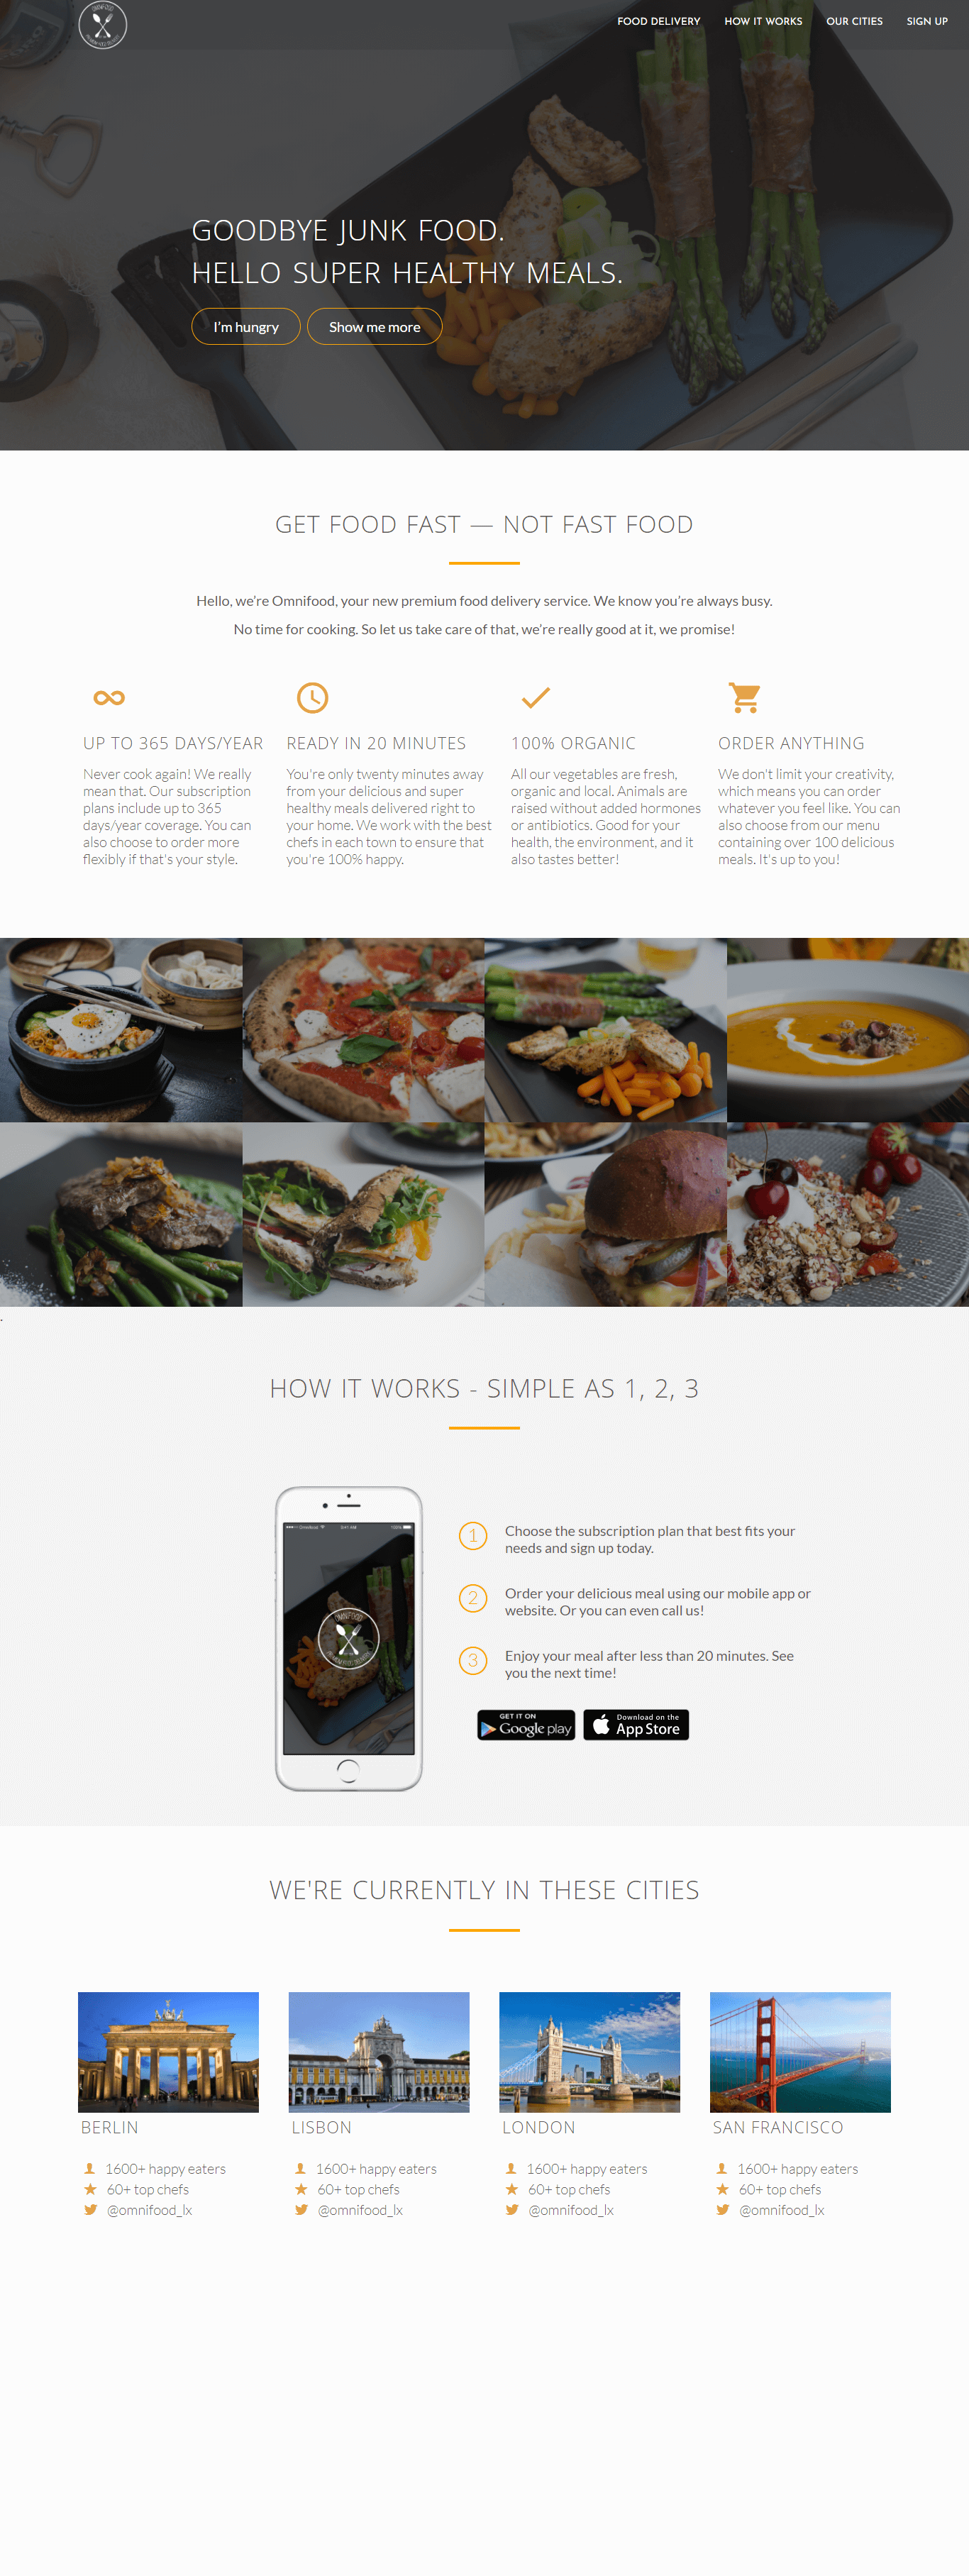 OMNIFOOD
FOOD DELIVERY HOW IT WORKS OUR CITIES SIGN UP
GOODBYE JUNK FOOD.
HELLO SUPER HEALTHY MEALS.
I'm hungry Show me more
GET FOOD FAST — NOT FAST FOOD
Hello, we're Omnifood, your new premium food delivery service. We know you're always busy.
No time for cooking. So let us take care of that, we're really good at it, we promise!
UP TO 365 DAYS/YEAR
Never cook again! We really
mean that. Our subscription
plans include up to 365
days/year coverage. You can
also choose to order more
flexibly if that's your style.
READY IN 20 MINUTES
You're only twenty minutes away
from your delicious and super
healthy meals delivered right to
your home. We work with the best
chefs in each town to ensure that
you're 100% happy.
100% ORGANIC
All our vegetables are fresh,
organic and local. Animals are
raised without added hormones
or antibiotics. Good for your
health, the environment, and it
also tastes better!
ORDER ANYTHING
We don't limit your creativity,
which means you can order
whatever you feel like. You can
also choose from our menu
containing over 100 delicious
meals. It's up to you!
.
HOW IT WORKS - SIMPLE AS 1, 2, 3
Omnifood 9:41 AM 100%
OMNIFOOD
1 Choose the subscription plan that best fits your
needs and sign up today.
2 Order your delicious meal using our mobile app or
website. Or you can even call us!
3 Enjoy your meal after less than 20 minutes. See
you the next time!
GET IT ON
Google play
Download on the
App Store
WE'RE CURRENTLY IN THESE CITIES
BERLIN
1600+ happy eaters
60+ top chefs
@omnifood_lx
LISBON
1600+ happy eaters
60+ top chefs
@omnifood_lx
LONDON
1600+ happy eaters
60+ top chefs
@omnifood_lx
SAN FRANCISCO
1600+ happy eaters
60+ top chefs
@omnifood_lx